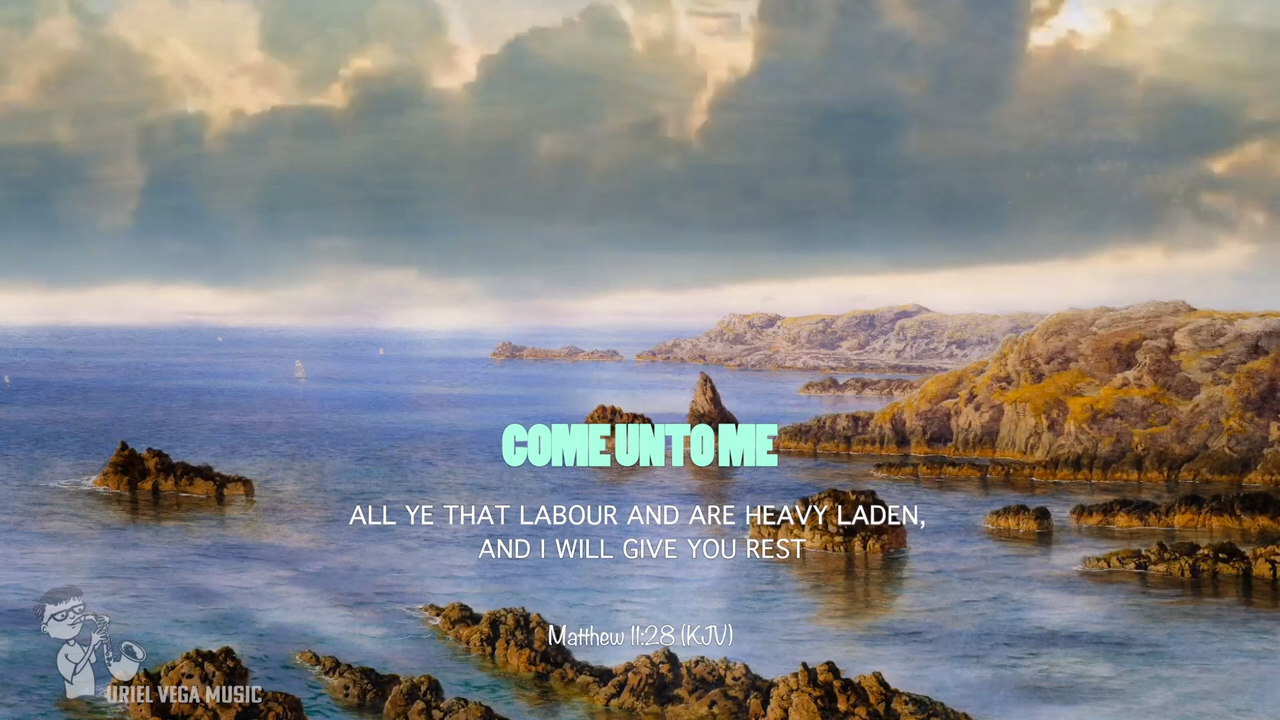 COME UNTO ME
ALL YE THAT LABOUR AND ARE HEAVY LADEN,
AND I WILL GIVE YOU REST
Matthew 11:28 (KJV)
URIEL VEGA MUSIC